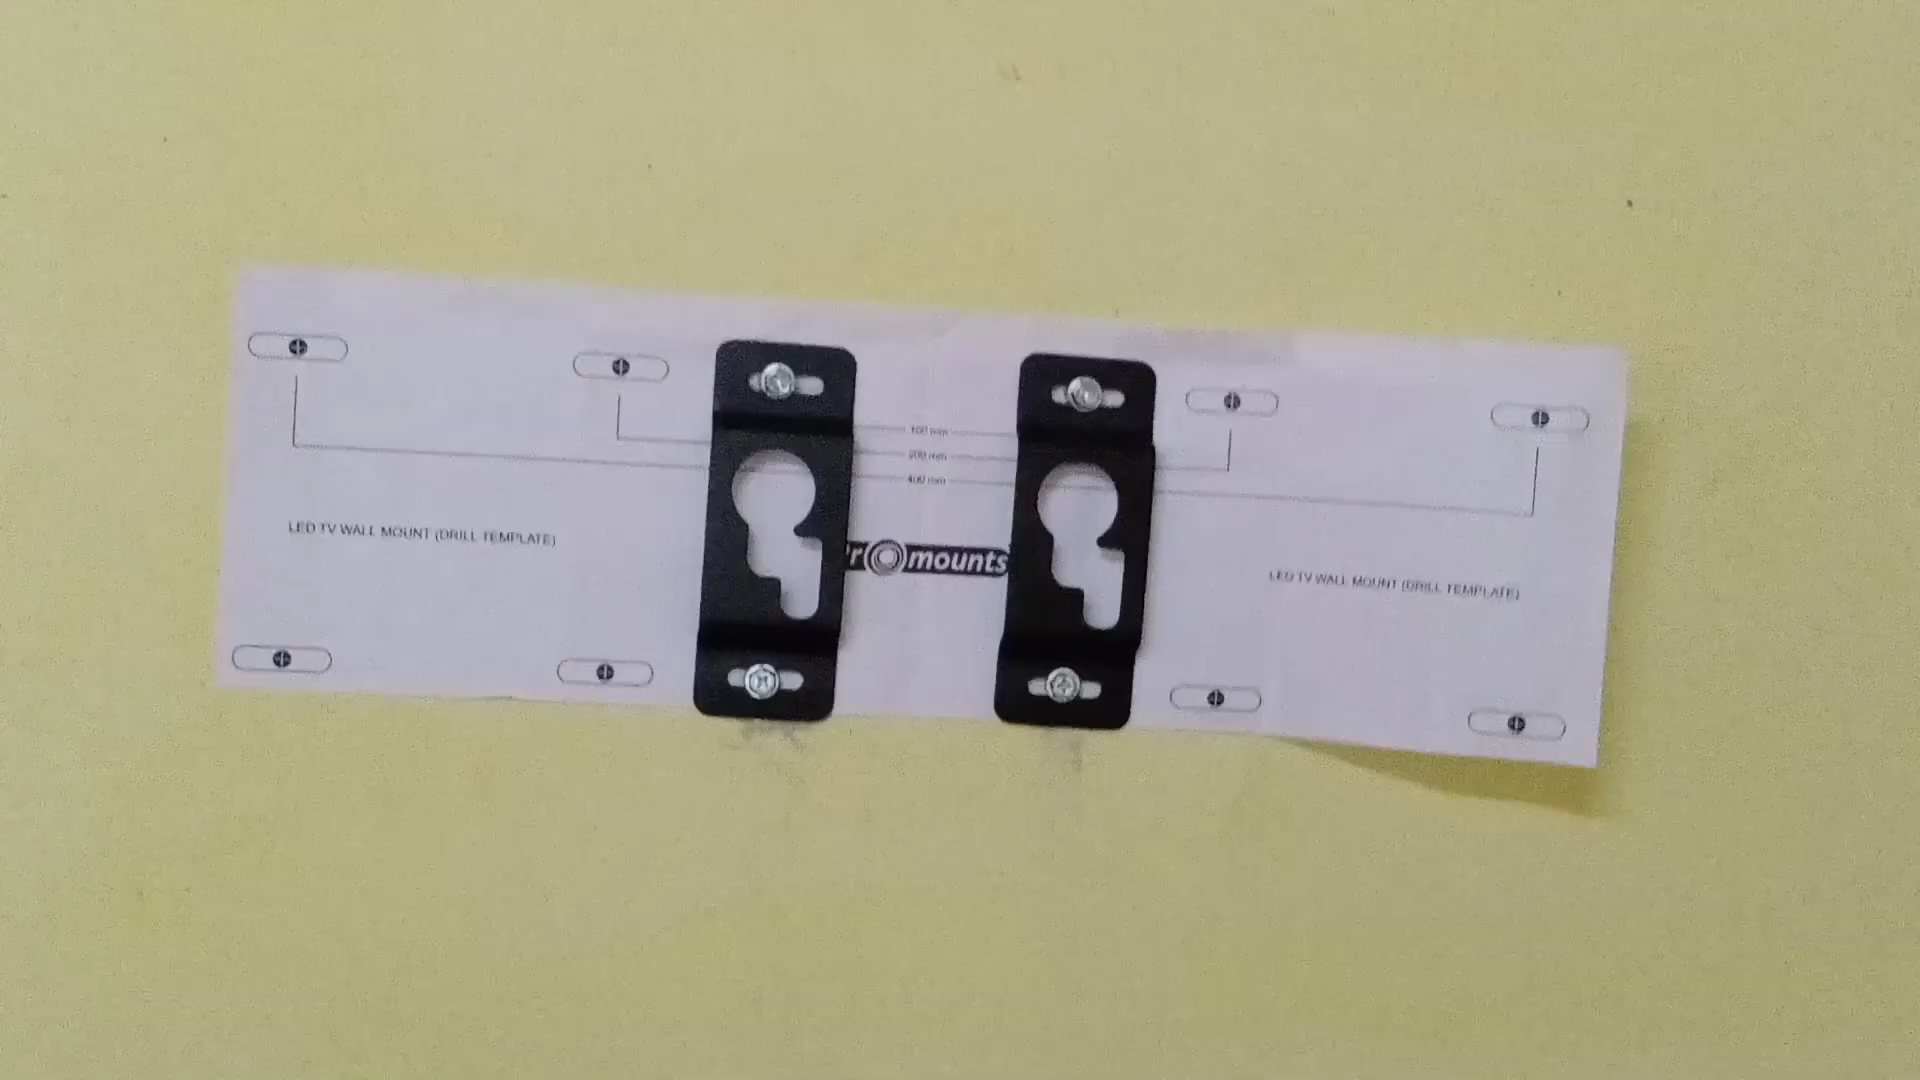 100 mm
200 mm
400 mm
LED TV WALL MOUNT (DRILL TEMPLATE)
r mounts
LED TV WALL MOUNT (DRILL TEMPLATE)